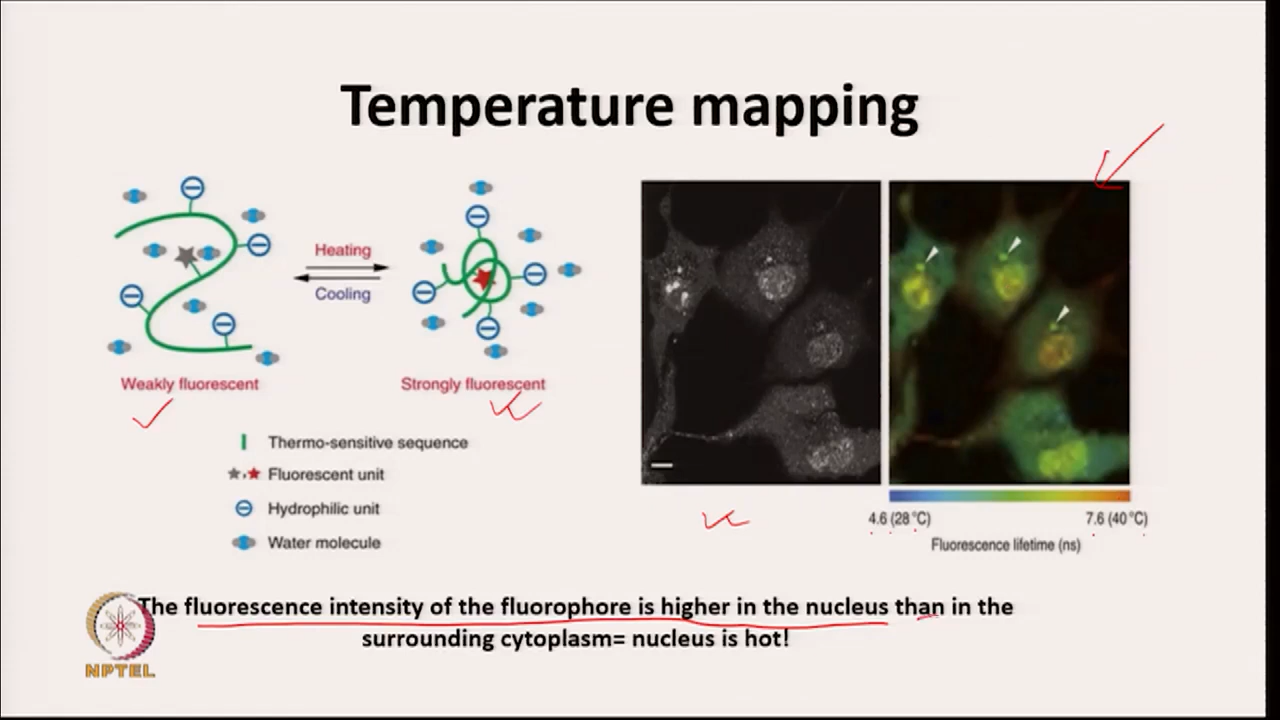 Temperature mapping
Heating
Cooling
Weakly fluorescent
Strongly fluorescent
Thermo-sensitive sequence
Fluorescent unit
Hydrophilic unit
Water molecule
4.6 (28 °C)
7.6 (40 °C)
Fluorescence lifetime (ns)
The fluorescence intensity of the fluorophore is higher in the nucleus than in the
surrounding cytoplasm= nucleus is hot!
NPTEL